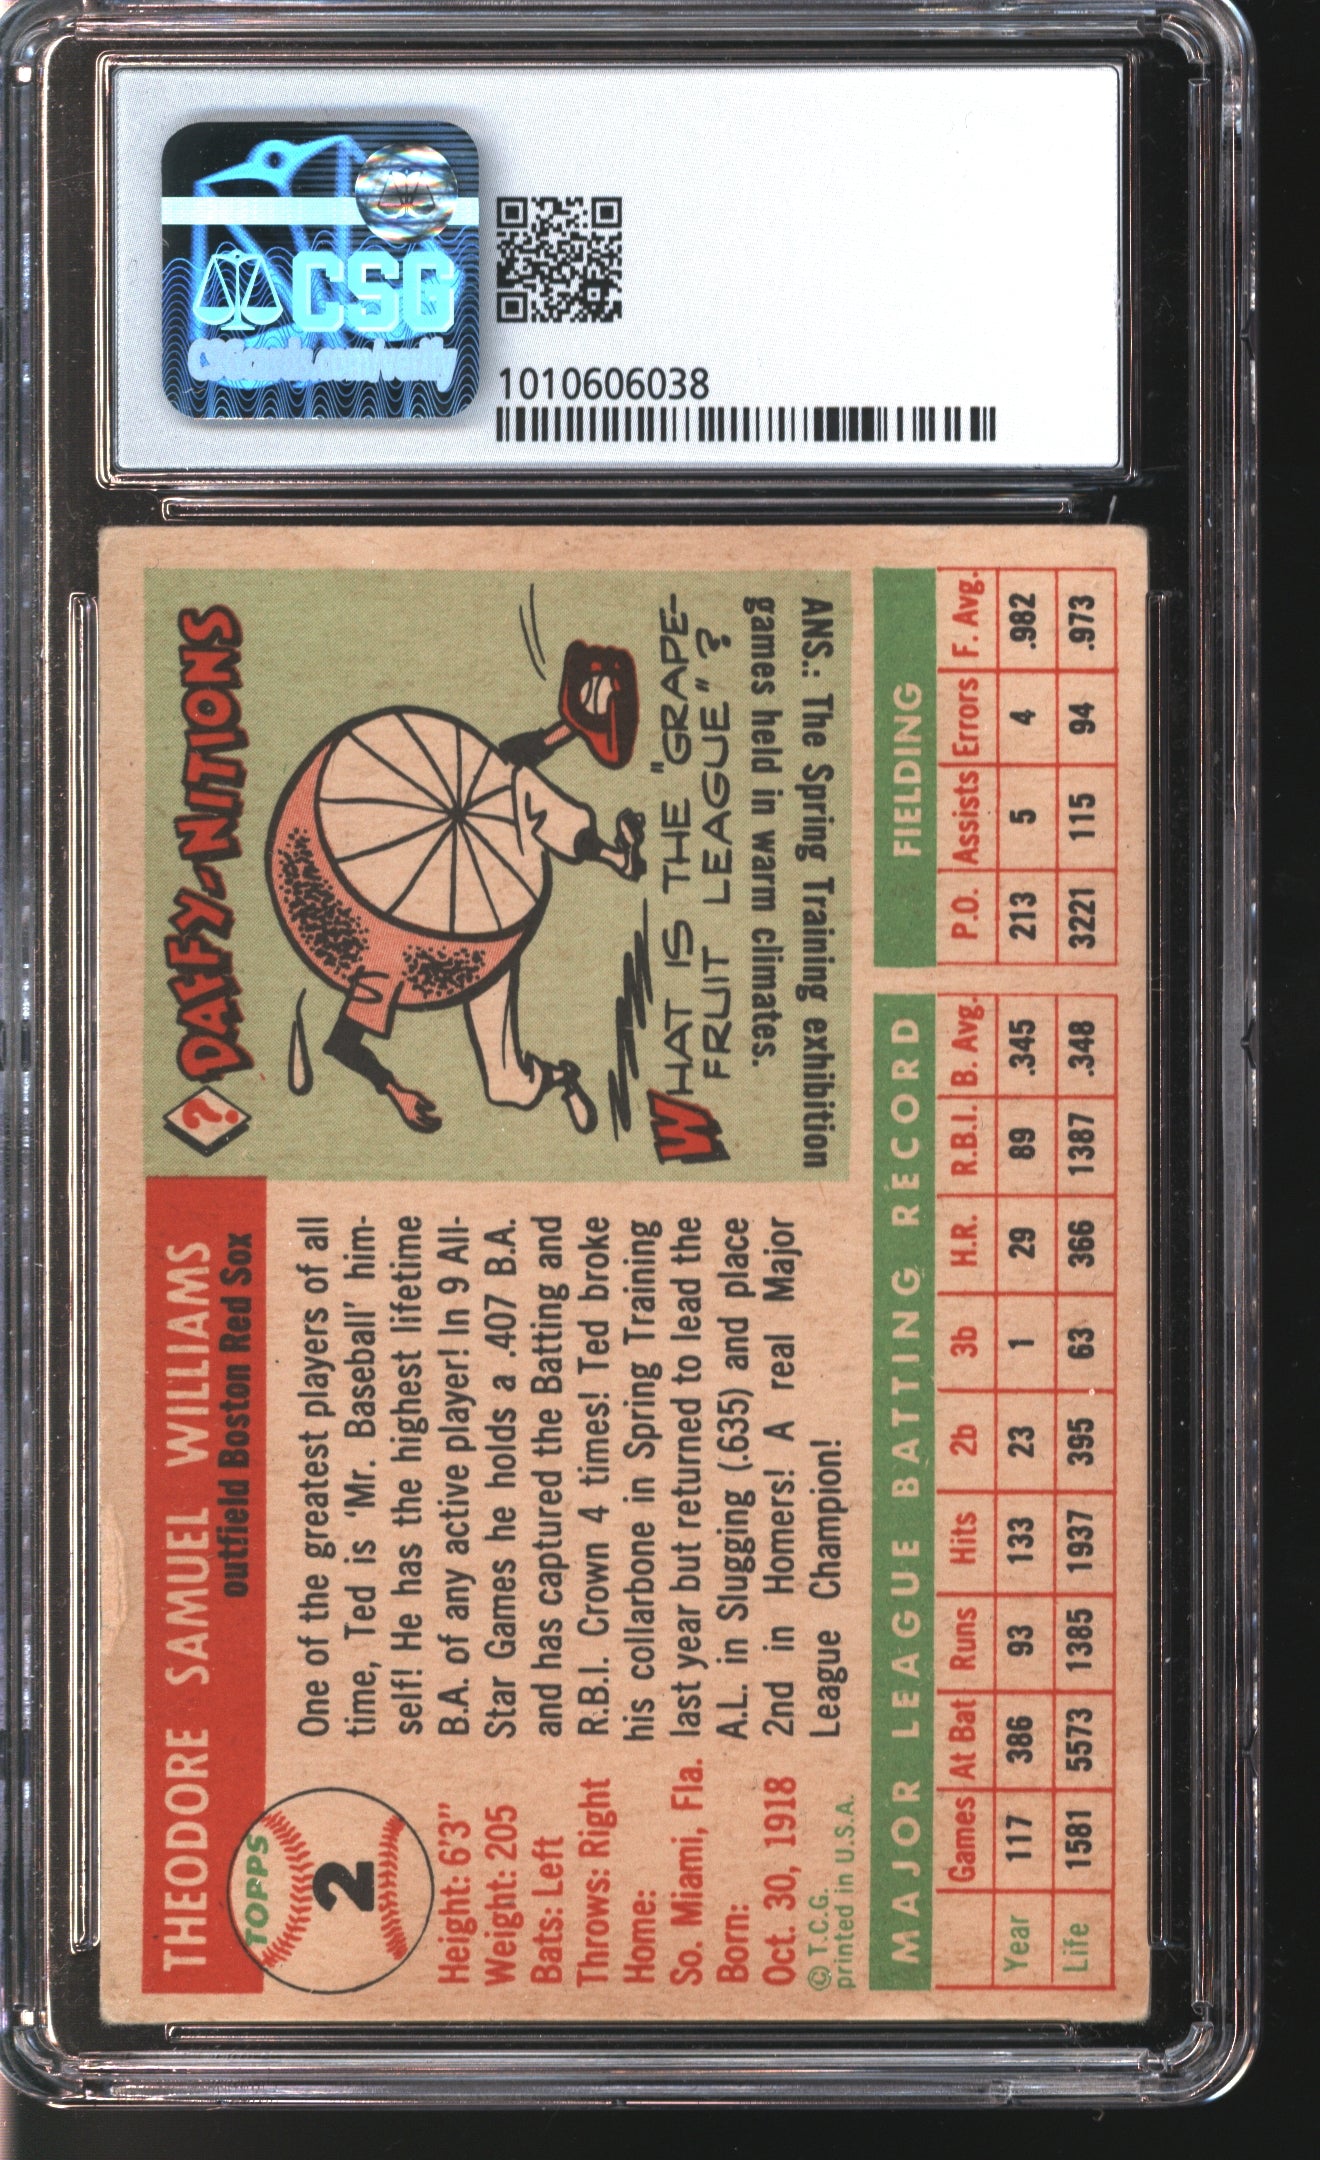 CSG
CSGcards.com/verify
1010606038
THEODORE SAMUEL WILLIAMS
outfield Boston Red Sox
TOPPS
2
Height: 6'3"
Weight: 205
Bats: Left
Throws: Right
Home:
So. Miami, Fla.
Born:
Oct. 30, 1918
© T.C.G.
printed in U.S.A.
One of the greatest players of all
time, Ted is 'Mr. Baseball' him-
self! He has the highest lifetime
B.A. of any active player! In 9 All-
Star Games he holds a .407 B.A.
and has captured the Batting and
R.B.I. Crown 4 times! Ted broke
his collarbone in Spring Training
last year but returned to lead the
A.L. in Slugging (.635) and place
2nd in Homers! A real Major
League Champion!
? DAFFY-NITIONS
WHAT IS THE "GRAPE-
FRUIT LEAGUE"?
ANS.: The Spring Training exhibition
games held in warm climates.
MAJOR LEAGUE BATTING RECORD FIELDING
Games At Bat Runs Hits 2b 3b H.R. R.B.I. B. Avg. P.O. Assists Errors F. Avg.
Year 117 386 93 133 23 1 29 89 .345 213 5 4 .982
Life 1581 5573 1385 1937 395 63 366 1387 .348 3221 115 94 .973